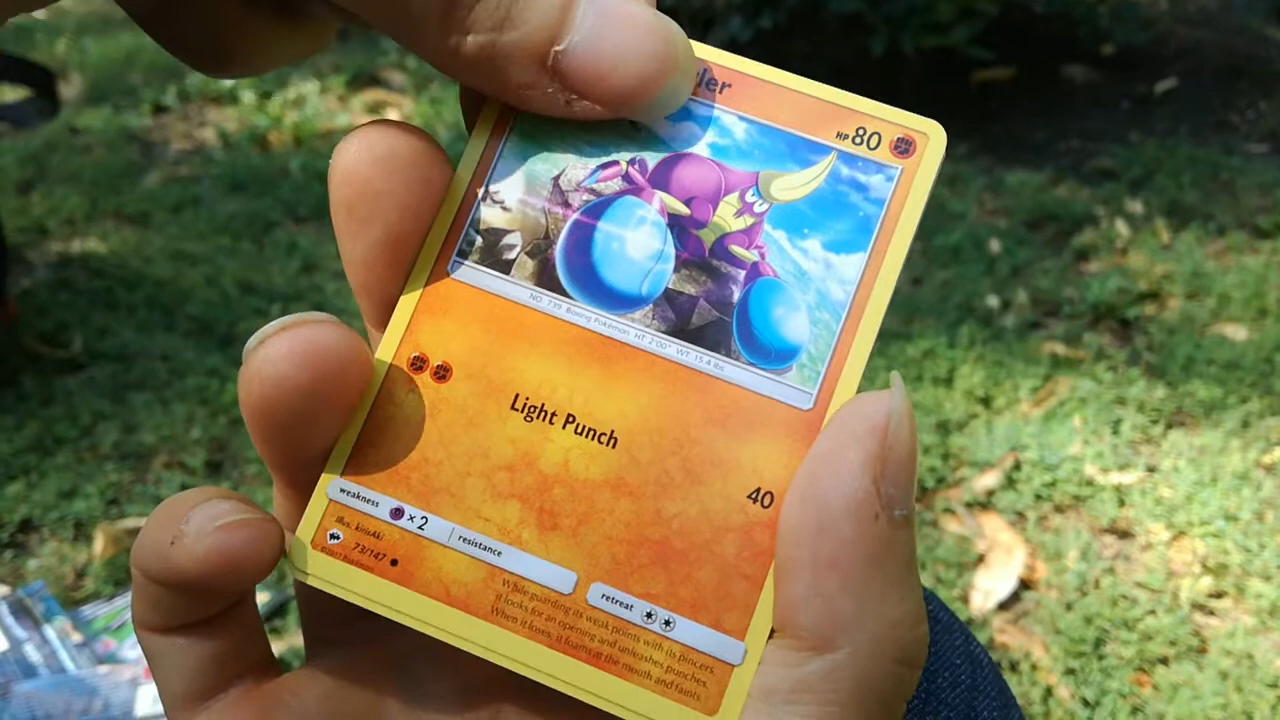 ler
HP 80
NO. 739 Boxing Pokémon HT: 2'00" WT: 15.4 lbs
Light Punch
40
weakness × 2 resistance
retreat
Illus. kirisAki
73/147
©2017 Pokémon
While guarding its weak points with its pincers,
it looks for an opening and unleashes punches.
When it loses, it foams at the mouth and faints.